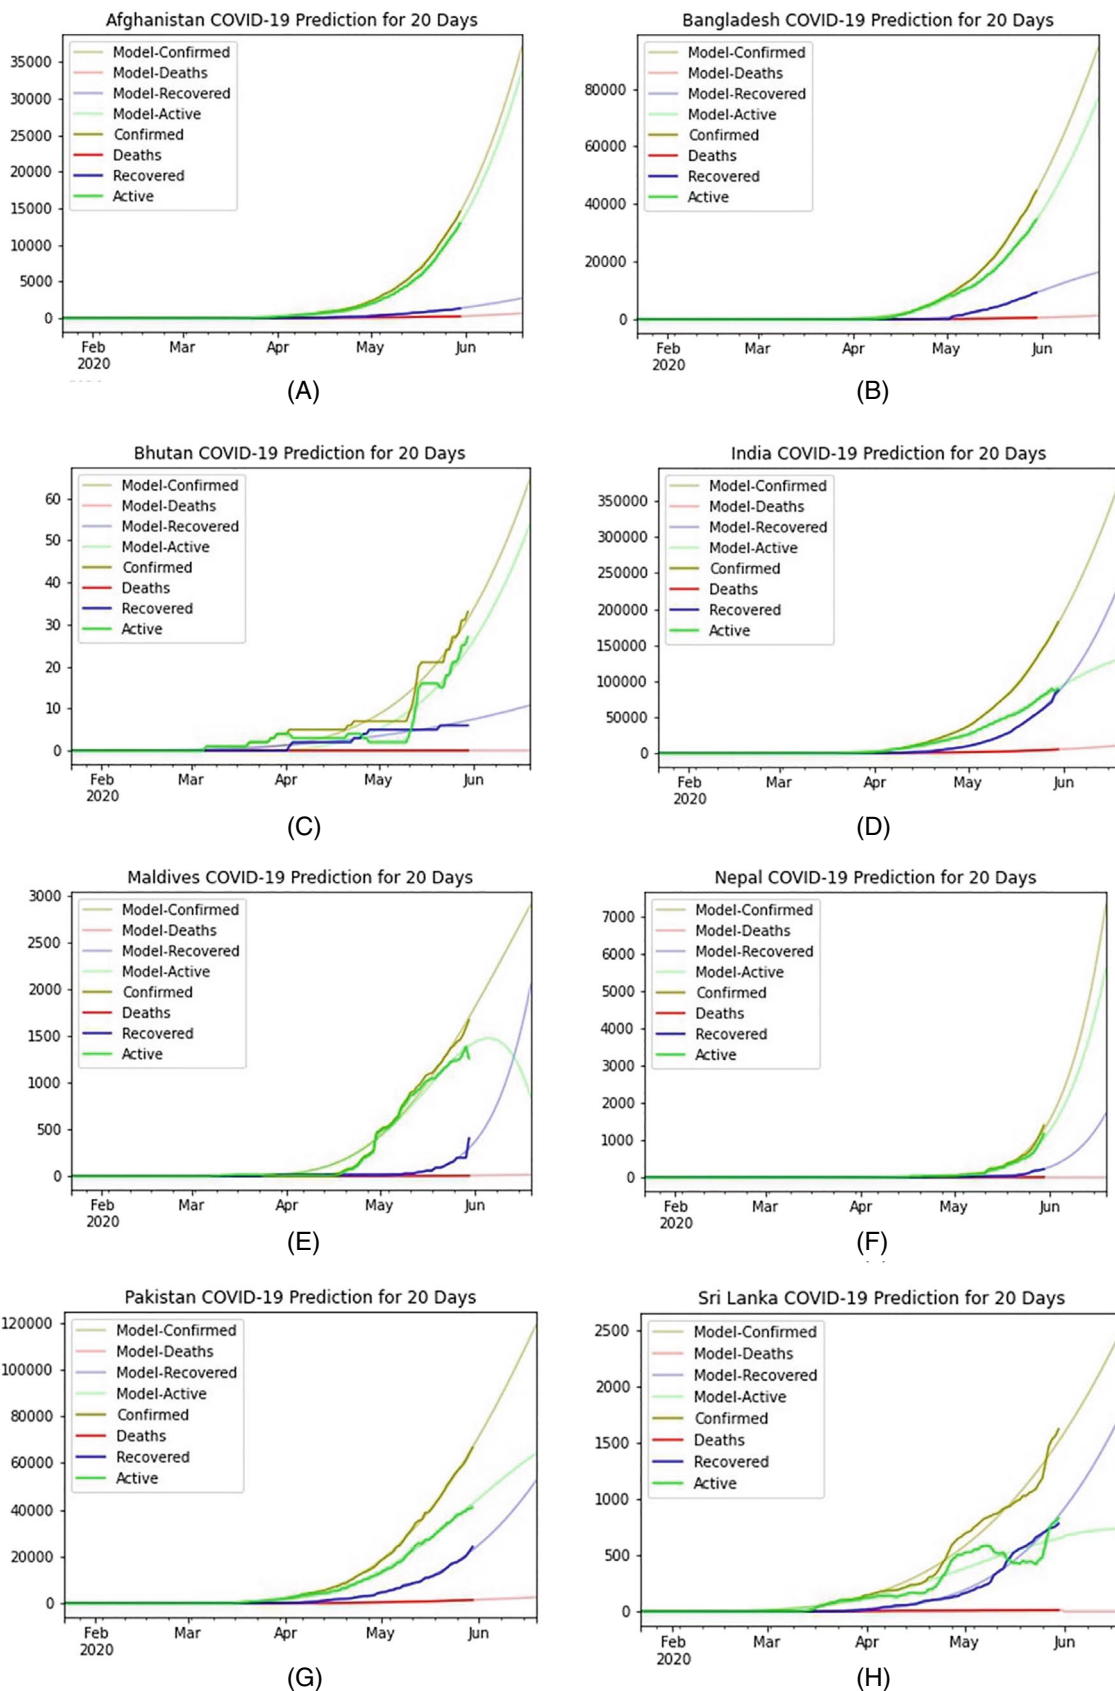 Afghanistan COVID-19 Prediction for 20 Days
Model-Confirmed
Model-Deaths
Model-Recovered
Model-Active
Confirmed
Deaths
Recovered
Active
35000
30000
25000
20000
15000
10000
5000
0
Feb Mar Apr May Jun
2020
(A)
Bangladesh COVID-19 Prediction for 20 Days
Model-Confirmed
Model-Deaths
Model-Recovered
Model-Active
Confirmed
Deaths
Recovered
Active
80000
60000
40000
20000
0
Feb Mar Apr May Jun
2020
(B)
Bhutan COVID-19 Prediction for 20 Days
Model-Confirmed
Model-Deaths
Model-Recovered
Model-Active
Confirmed
Deaths
Recovered
Active
60
50
40
30
20
10
0
Feb Mar Apr May Jun
2020
(C)
India COVID-19 Prediction for 20 Days
Model-Confirmed
Model-Deaths
Model-Recovered
Model-Active
Confirmed
Deaths
Recovered
Active
350000
300000
250000
200000
150000
100000
50000
0
Feb Mar Apr May Jun
2020
(D)
Maldives COVID-19 Prediction for 20 Days
Model-Confirmed
Model-Deaths
Model-Recovered
Model-Active
Confirmed
Deaths
Recovered
Active
3000
2500
2000
1500
1000
500
0
Feb Mar Apr May Jun
2020
(E)
Nepal COVID-19 Prediction for 20 Days
Model-Confirmed
Model-Deaths
Model-Recovered
Model-Active
Confirmed
Deaths
Recovered
Active
7000
6000
5000
4000
3000
2000
1000
0
Feb Mar Apr May Jun
2020
(F)
Pakistan COVID-19 Prediction for 20 Days
Model-Confirmed
Model-Deaths
Model-Recovered
Model-Active
Confirmed
Deaths
Recovered
Active
120000
100000
80000
60000
40000
20000
0
Feb Mar Apr May Jun
2020
(G)
Sri Lanka COVID-19 Prediction for 20 Days
Model-Confirmed
Model-Deaths
Model-Recovered
Model-Active
Confirmed
Deaths
Recovered
Active
2500
2000
1500
1000
500
0
Feb Mar Apr May Jun
2020
(H)